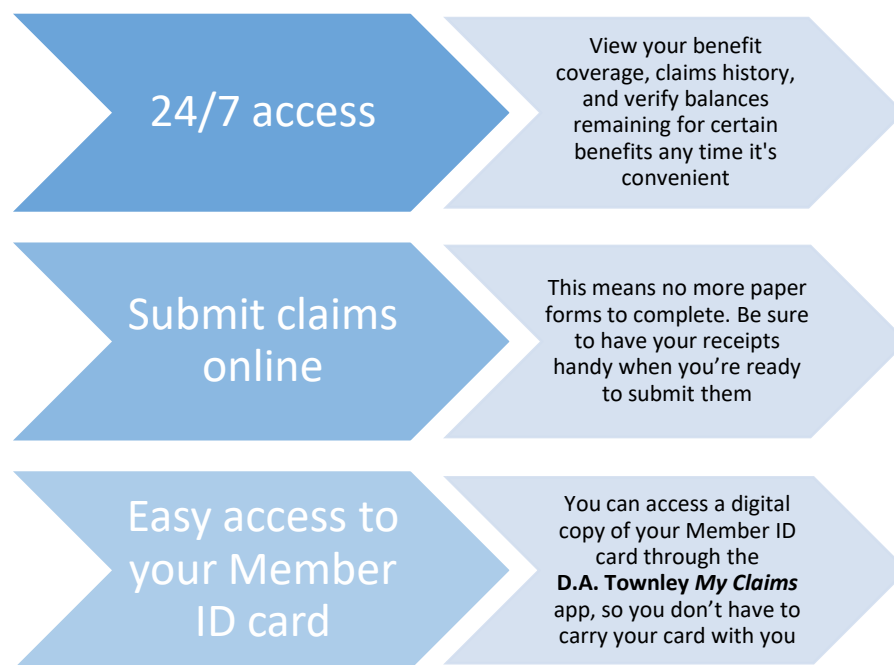 24/7 access
View your benefit
coverage, claims history,
and verify balances
remaining for certain
benefits any time it's
convenient
Submit claims
online
This means no more paper
forms to complete. Be sure
to have your receipts
handy when you’re ready
to submit them
Easy access to
your Member
ID card
You can access a digital
copy of your Member ID
card through the
D.A. Townley My Claims
app, so you don’t have to
carry your card with you